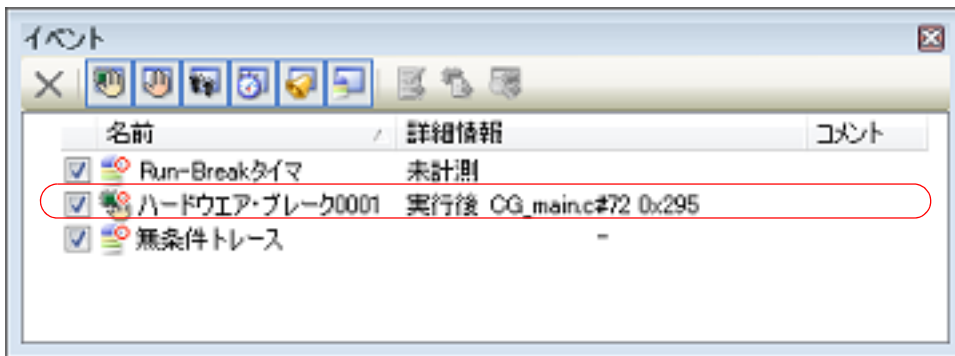 イベント
名前 詳細情報 コメント
Run-Breakタイマ 未計測
ハードウエア・ブレーク0001 実行後 CG_main.c#72 0x295
無条件トレース -